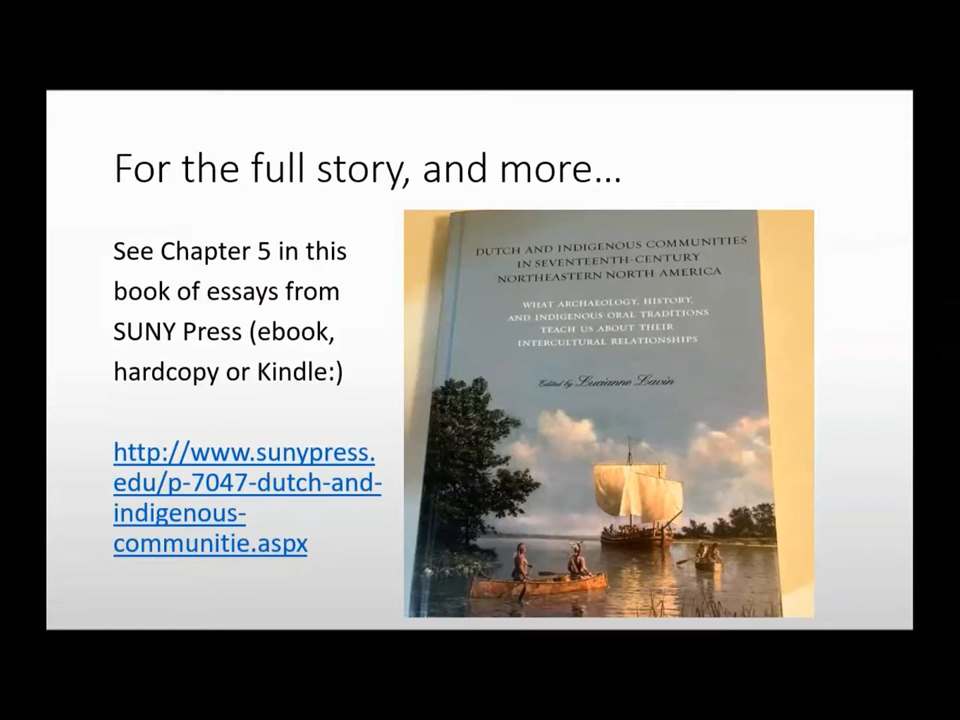 For the full story, and more...
See Chapter 5 in this
book of essays from
SUNY Press (ebook,
hardcopy or Kindle:)
http://www.sunypress.
edu/p-7047-dutch-and-
indigenous-
communitie.aspx
DUTCH AND INDIGENOUS COMMUNITIES
IN SEVENTEENTH-CENTURY
NORTHEASTERN NORTH AMERICA
WHAT ARCHAEOLOGY, HISTORY,
AND INDIGENOUS ORAL TRADITIONS
TEACH US ABOUT THEIR
INTERCULTURAL RELATIONSHIPS
Edited by Lucianne Lavin